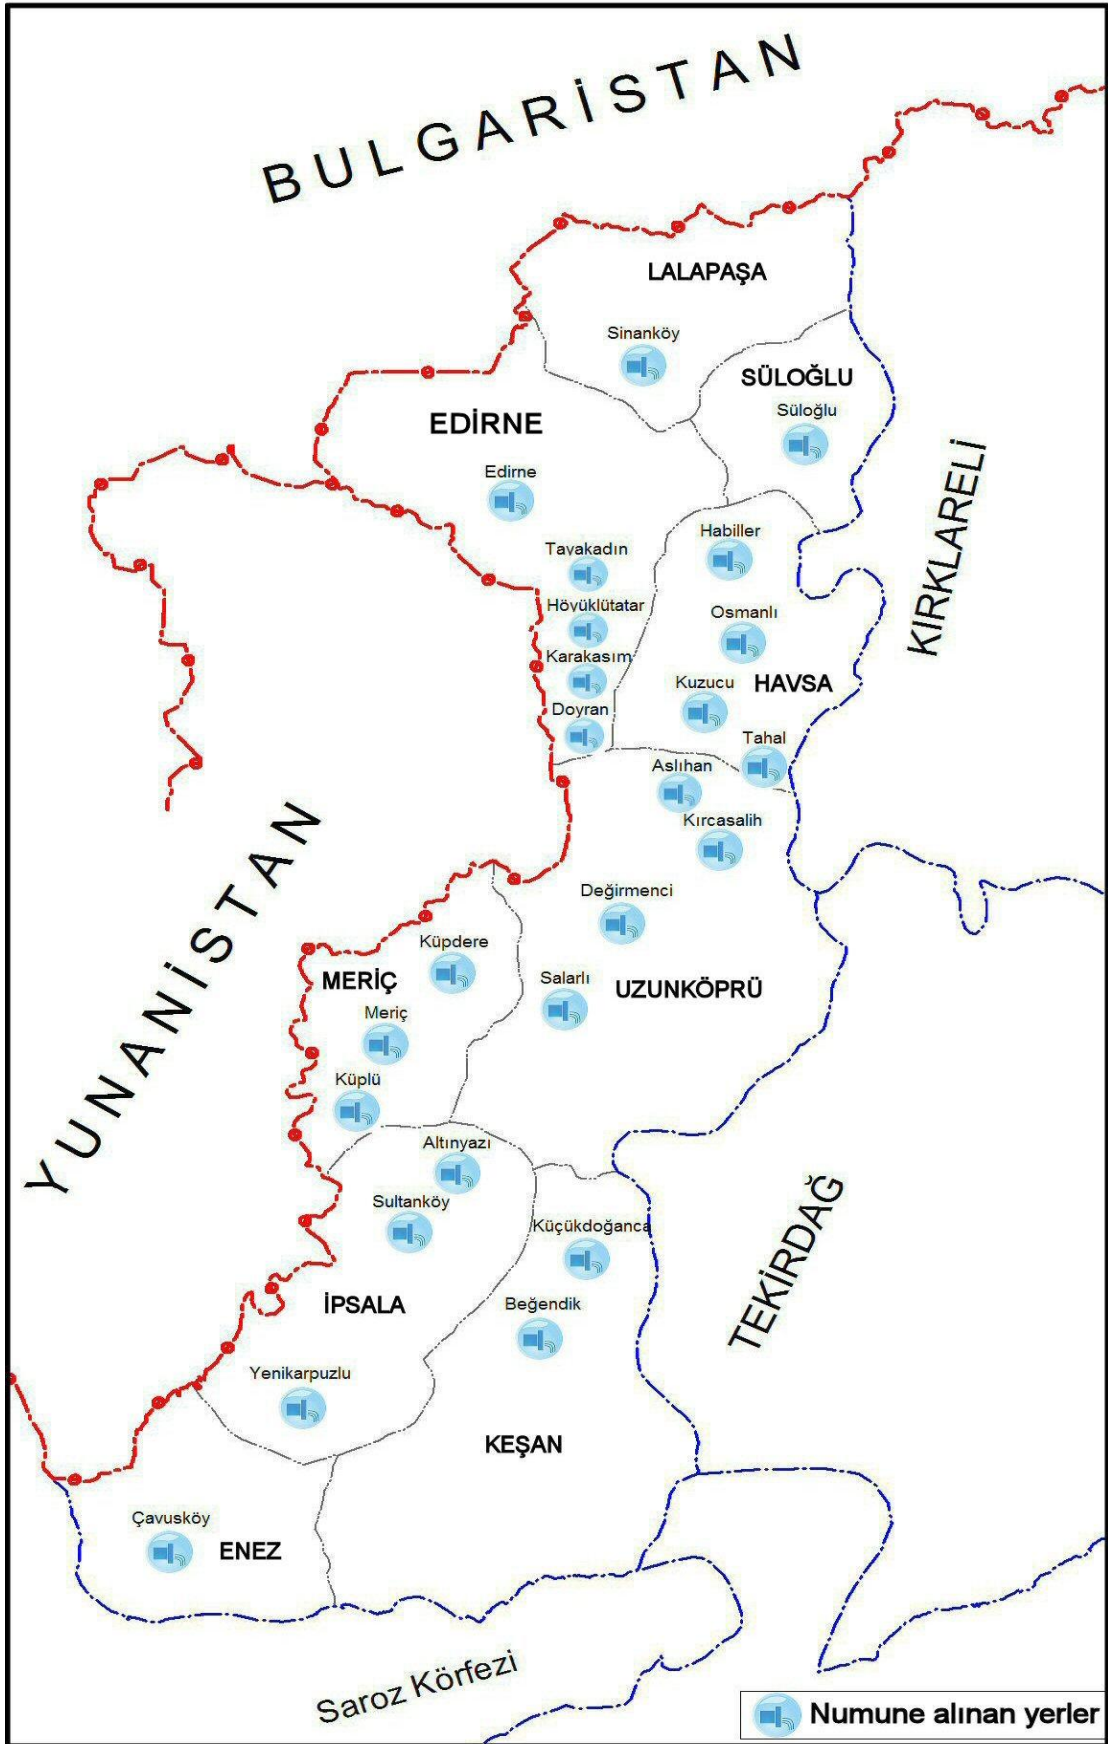 BULGARİSTAN
LALAPAŞA
Sinanköy
SÜLOĞLU
Süloğlu
EDİRNE
Edirne
KIRKLARELİ
Habiller
Tavakadın
Höyüklütatar
Osmanlı
Karakasım
Kuzucu
HAVSA
Doyran
Tahal
Aslıhan
Kırcasalih
YUNANİSTAN
Değirmenci
Küpdere
MERİÇ
Salarlı
UZUNKÖPRÜ
Meriç
Küplü
Altınyazı
Sultanköy
Küçükdoğanca
TEKİRDAĞ
İPSALA
Beğendik
Yenikarpuzlu
KEŞAN
Çavusköy
ENEZ
Saroz Körfezi
Numune alınan yerler